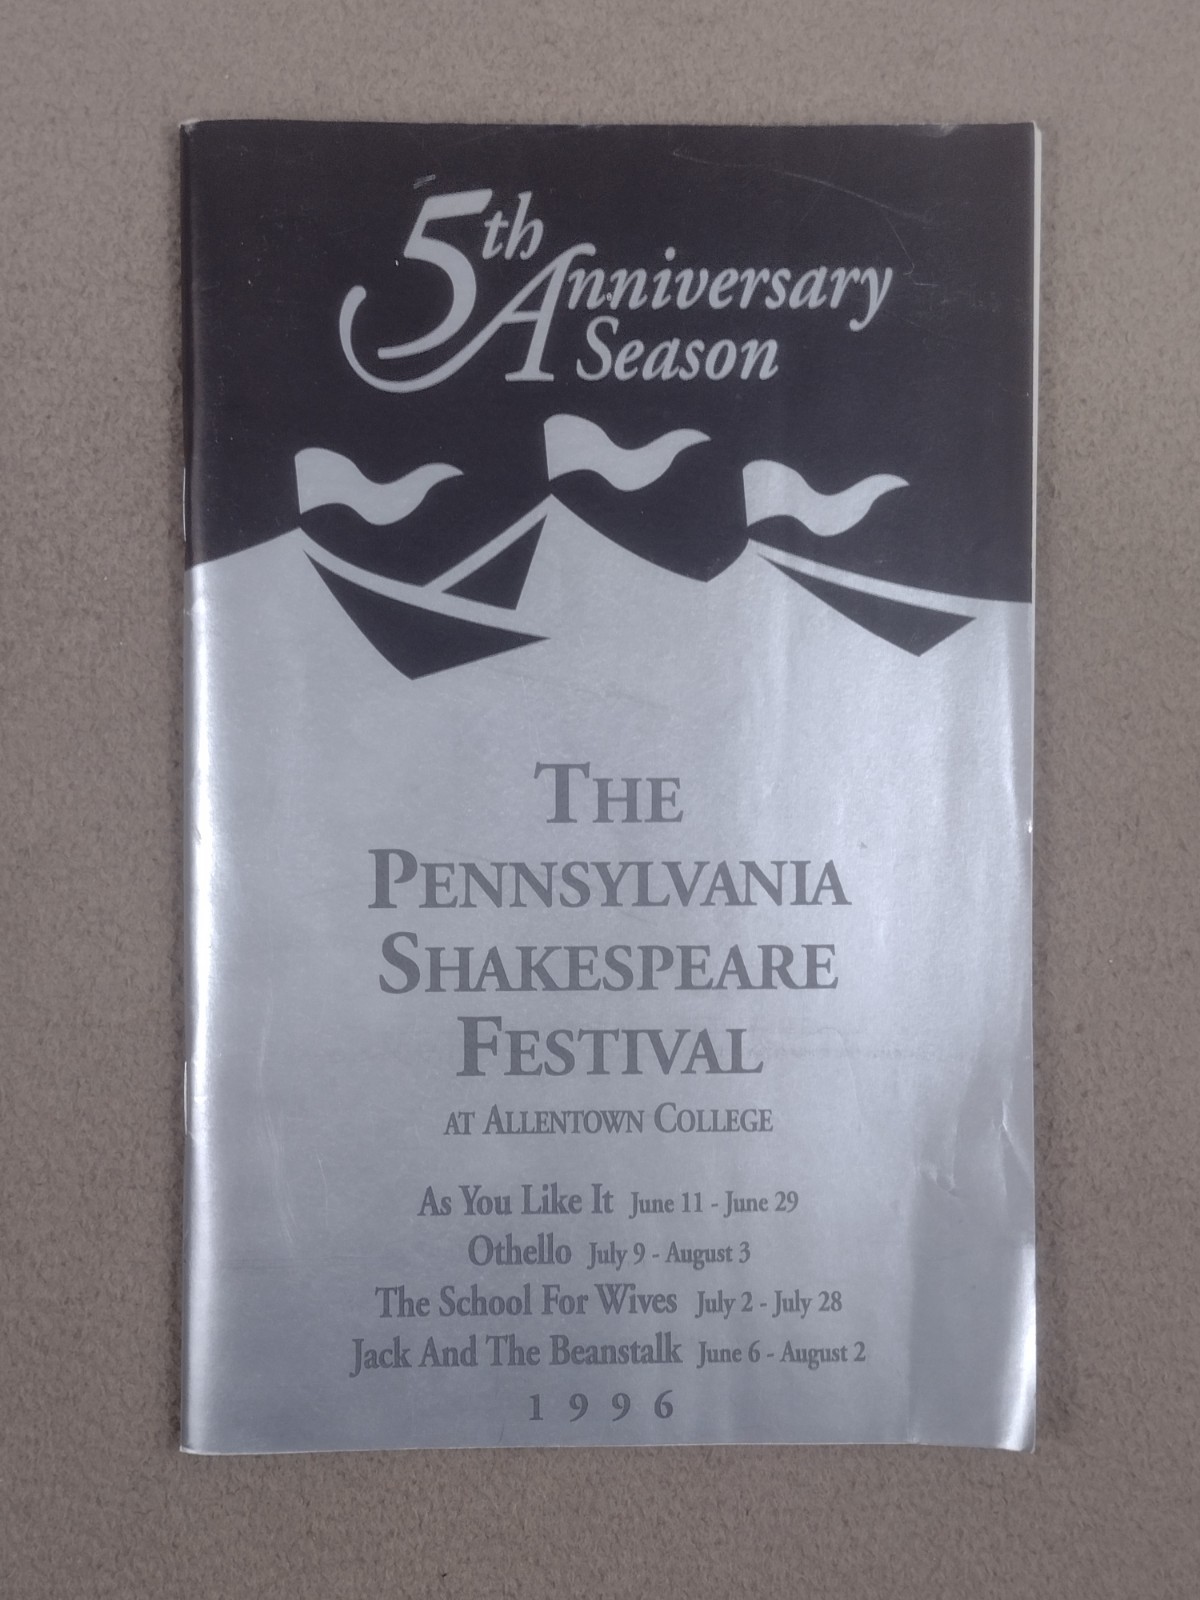 5th
Anniversary
Season
THE
PENNSYLVANIA
SHAKESPEARE
FESTIVAL
AT ALLENTOWN COLLEGE
As You Like It June 11 - June 29
Othello July 9 - August 3
The School For Wives July 2 - July 28
Jack And The Beanstalk June 6 - August 2
1996